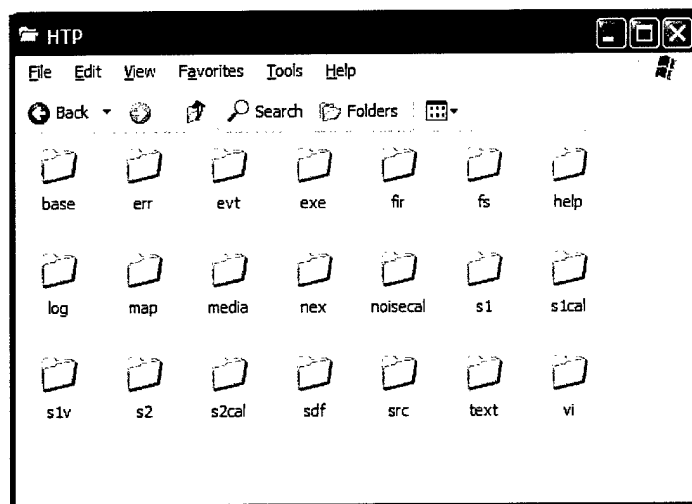 HTP
File Edit View Favorites Tools Help
Back Search Folders
base err evt exe fir fs help
log map media nex noisecal s1 s1cal
s1v s2 s2cal sdf src text vi